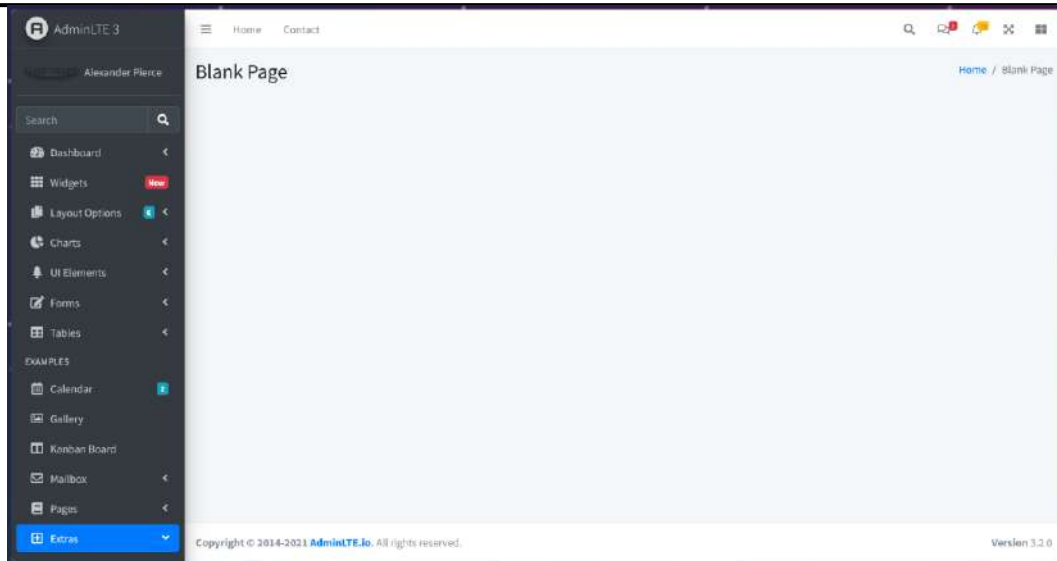 AdminLTE 3
Home Contact
Alexander Pierce
Blank Page
Home / Blank Page
Search
Dashboard
Widgets New
Layout Options 6
Charts
UI Elements
Forms
Tables
EXAMPLES
Calendar 2
Gallery
Kanban Board
Mailbox
Pages
Extras
Copyright © 2014-2021 AdminLTE.io. All rights reserved.
Version 3.2.0